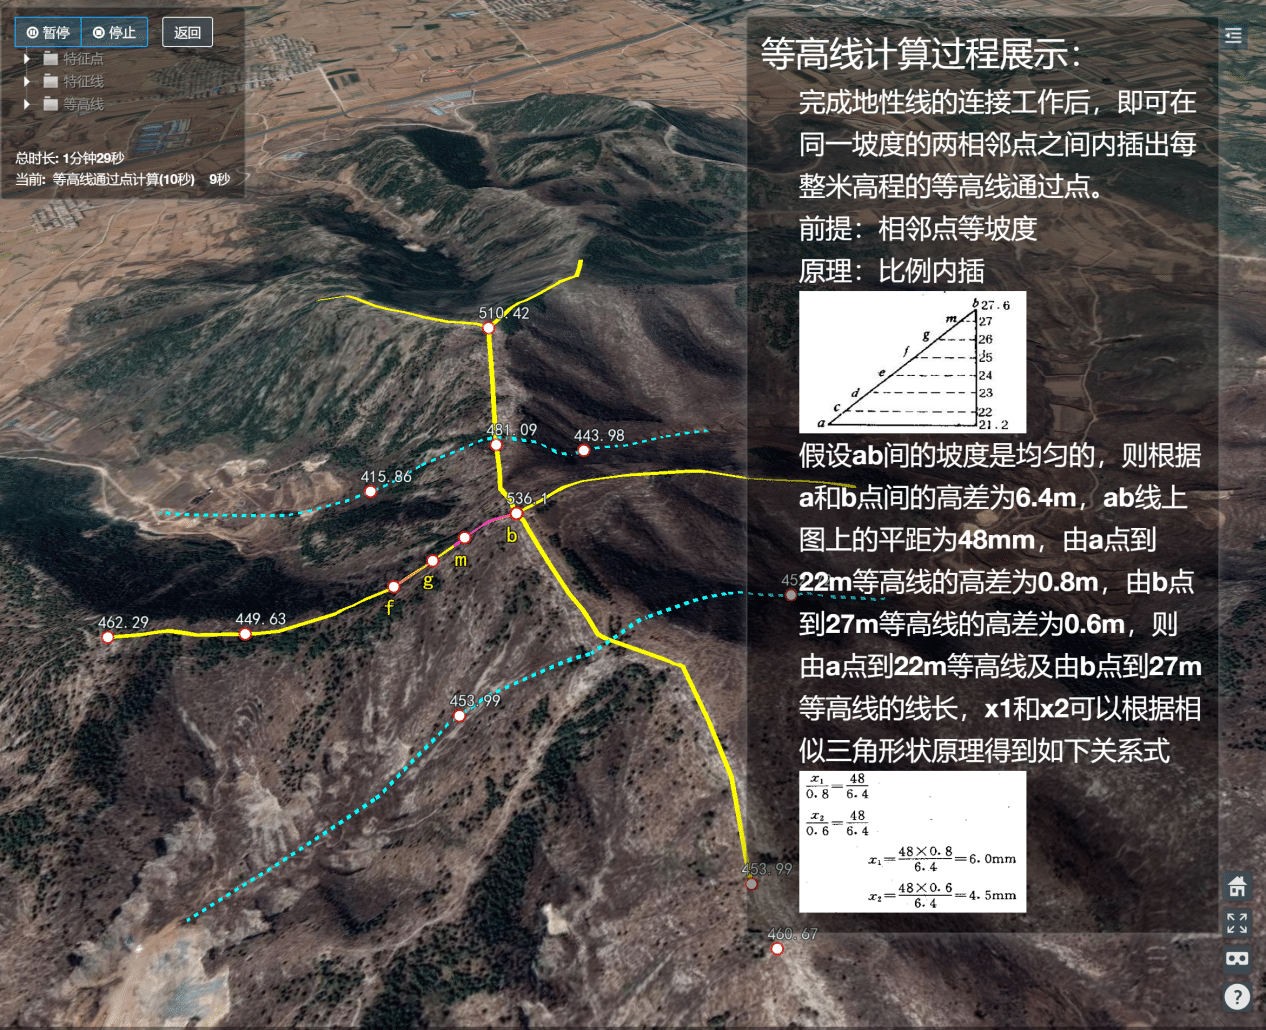 暂停
停止
返回
特征点
特征线
等高线
总时长: 1分钟29秒
当前: 等高线通过点计算(10秒) 9秒
等高线计算过程展示：
完成地性线的连接工作后，即可在
同一坡度的两相邻点之间内插出每
整米高程的等高线通过点。
前提：相邻点等坡度
原理：比例内插
b 27.6
m 27
g 26
f 25
e 24
d 23
c 22
a 21.2
假设ab间的坡度是均匀的，则根据
a和b点间的高差为6.4m，ab线上
图上的平距为48mm，由a点到
22m等高线的高差为0.8m，由b点
到27m等高线的高差为0.6m，则
由a点到22m等高线及由b点到27m
等高线的线长，x1和x2可以根据相
似三角形状原理得到如下关系式
x₁/0.8=48/6.4
x₂/0.6=48/6.4
x₁=48×0.8/6.4=6.0mm
x₂=48×0.6/6.4=4.5mm
510.42
481.09
443.98
415.86
536.1
b
m
g
f
462.29
449.63
453.99
453.99
460.67
?